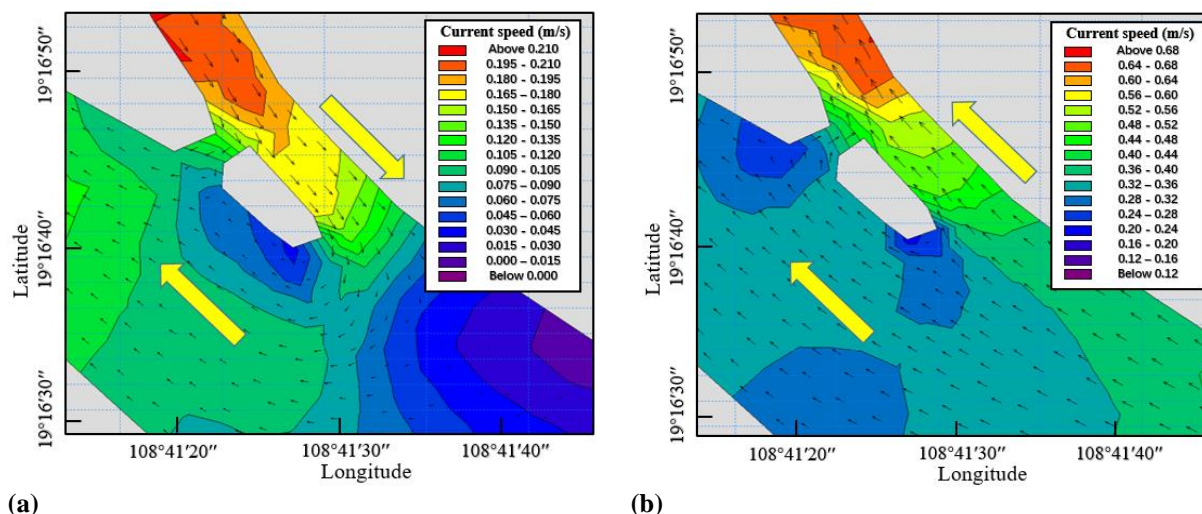 Current speed (m/s)
Above 0.210
0.195 - 0.210
0.180 - 0.195
0.165 - 0.180
0.150 - 0.165
0.135 - 0.150
0.120 - 0.135
0.105 - 0.120
0.090 - 0.105
0.075 - 0.090
0.060 - 0.075
0.045 - 0.060
0.030 - 0.045
0.015 - 0.030
0.000 – 0.015
Below 0.000
Latitude
19°16′50″
19°16′40″
19°16′30″
108°41′20″
108°41′30″
Longitude
(a)
Current speed (m/s)
Above 0.68
0.64 - 0.68
0.60 - 0.64
0.56 - 0.60
0.52 - 0.56
0.48 - 0.52
0.44 - 0.48
0.40 - 0.44
0.36 - 0.40
0.32 - 0.36
0.28 - 0.32
0.24 - 0.28
0.20 - 0.24
0.16 - 0.20
0.12 - 0.16
Below 0.12
Latitude
19°16′50″
19°16′40″
19°16′30″
108°41′20″
108°41′30″
108°41′40″
Longitude
(b)